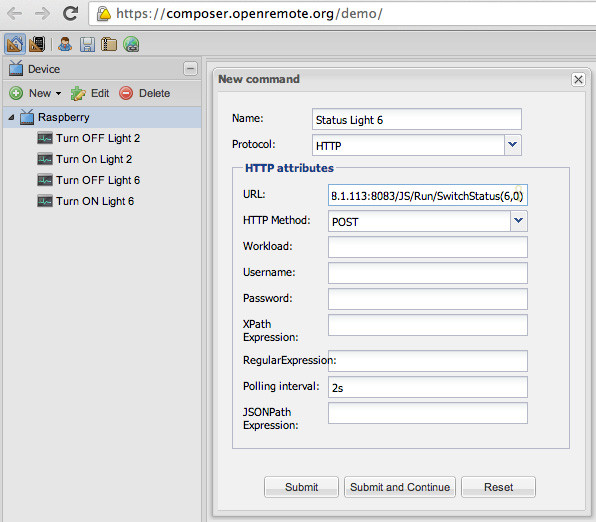 https://composer.openremote.org/demo/
Device
New Edit Delete
Raspberry
Turn OFF Light 2
Turn On Light 2
Turn OFF Light 6
Turn ON Light 6
New command
Name: Status Light 6
Protocol: HTTP
HTTP attributes
URL: 8.1.113:8083/JS/Run/SwitchStatus(6,0)
HTTP Method: POST
Workload:
Username:
Password:
XPath
Expression:
RegularExpression:
Polling interval: 2s
JSONPath
Expression:
Submit Submit and Continue Reset